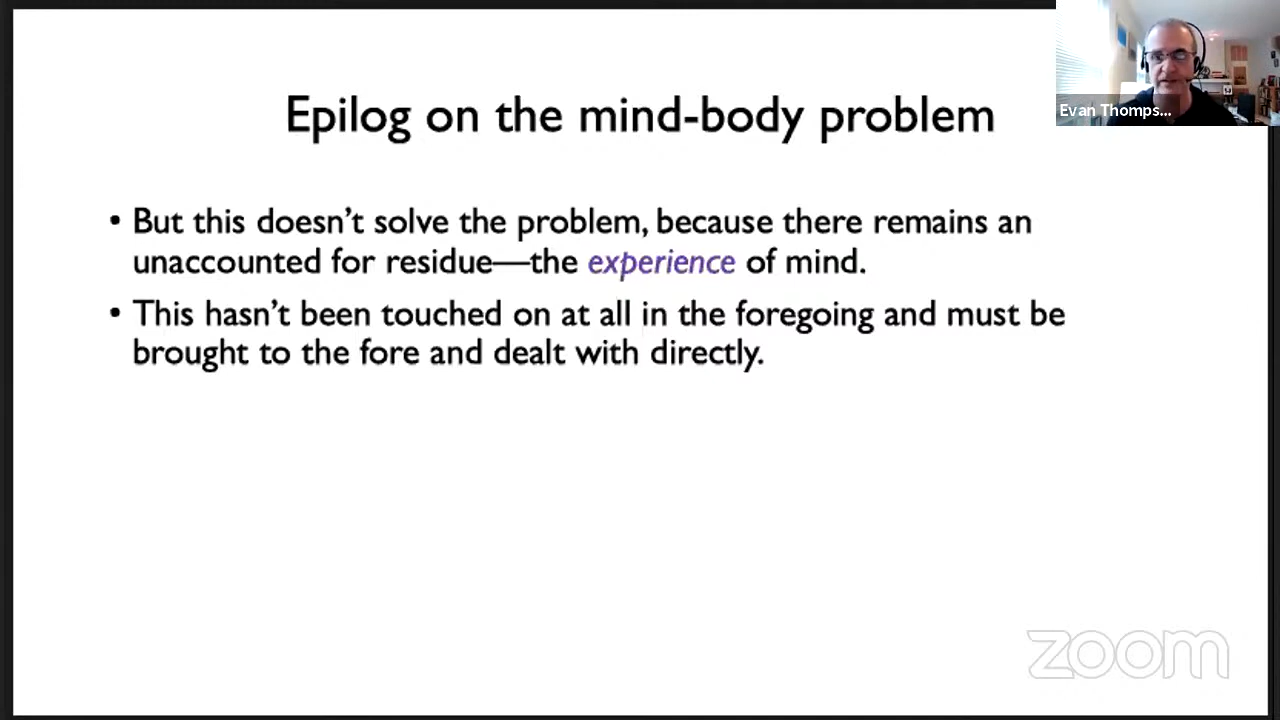 Epilog on the mind-body problem
Evan Thomps...
• But this doesn't solve the problem, because there remains an
unaccounted for residue—the experience of mind.
• This hasn't been touched on at all in the foregoing and must be
brought to the fore and dealt with directly.
zoom